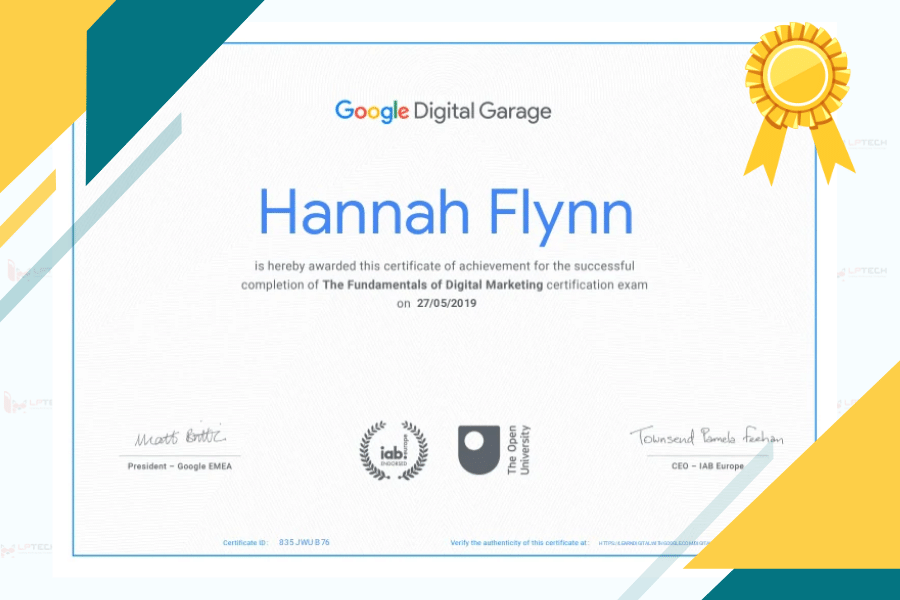 Google Digital Garage
Hannah Flynn
is hereby awarded this certificate of achievement for the successful
completion of The Fundamentals of Digital Marketing certification exam
on 27/05/2019
Matt Brittin
Townsend Pamela Feehan
President – Google EMEA
iab europe
ENDORSED
The Open
University
CEO – IAB Europe
Certificate ID: 835 JWU B76
Verify the authenticity of this certificate at:
UPTECH
UPTECH